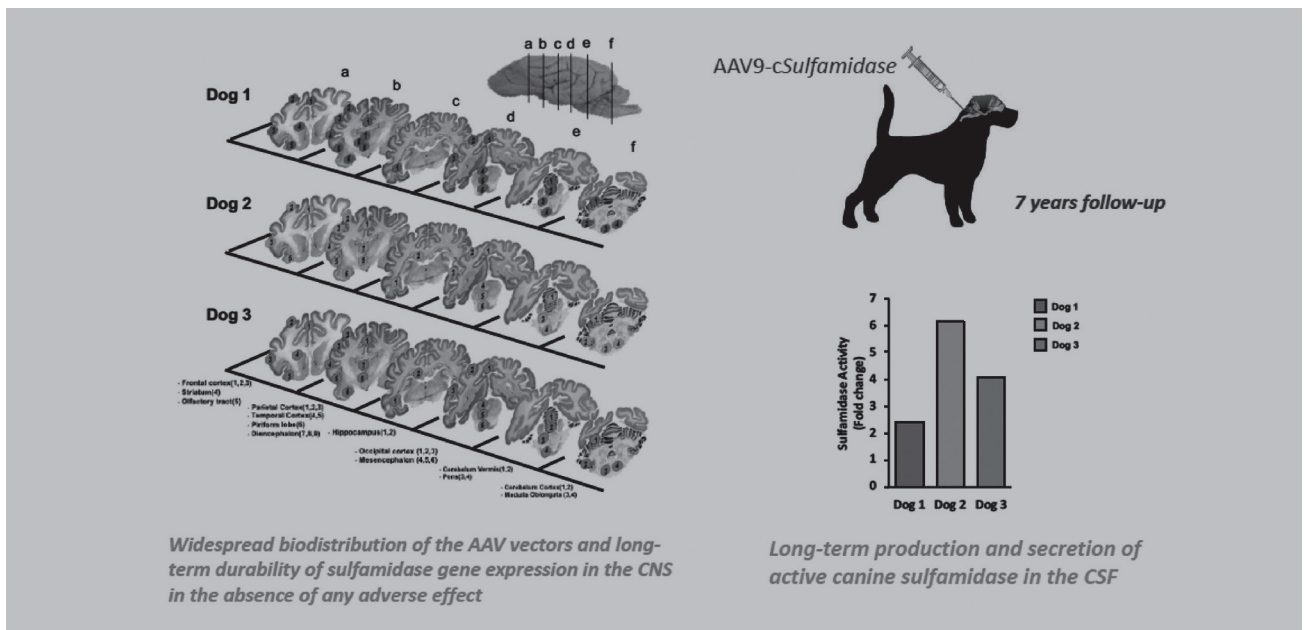 a b c d e f
AAV9-cSulfamidase
Dog 1
a
b
c
d
e
f
Dog 2
7 years follow-up
Dog 3
- Frontal cortex(1,2,3)
- Striatum(4)
- Olfactory tract(5)
- Parietal Cortex(1,2,3)
- Temporal Cortex(4,5)
- Piriform lobe(6)
- Diencephalon(7,8,9)
- Hippocampus(1,2)
- Occipital cortex (1,2,3)
- Mesencephalon (4,5,6)
- Cerebelum Vermis(1,2)
- Pons(3,4)
- Cerebelum Cortex(1,2)
- Medulla Oblongata (3,4)
Sulfamidase Activity
(Fold change)
7
6
5
4
3
2
1
0
Dog 1 Dog 2 Dog 3
Dog 1
Dog 2
Dog 3
Widespread biodistribution of the AAV vectors and long-
term durability of sulfamidase gene expression in the CNS
in the absence of any adverse effect
Long-term production and secretion of
active canine sulfamidase in the CSF